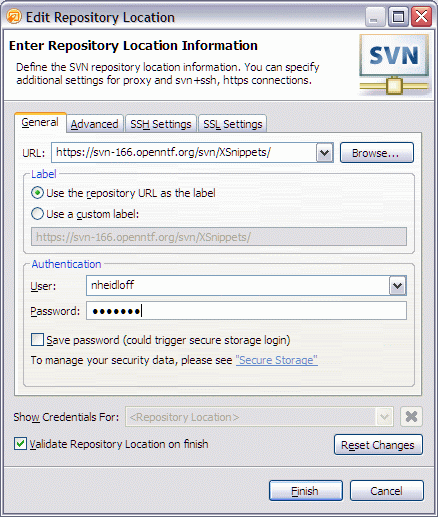 Edit Repository Location
Enter Repository Location Information
Define the SVN repository location information. You can specify
additional settings for proxy and svn+ssh, https connections.
SVN
General Advanced SSH Settings SSL Settings
URL: https://svn-166.openntf.org/svn/XSnippets/ Browse...
Label
Use the repository URL as the label
Use a custom label:
https://svn-166.openntf.org/svn/XSnippets/
Authentication
User: nheidloff
Password: ●●●●●●●
Save password (could trigger secure storage login)
To manage your security data, please see "Secure Storage"
Show Credentials For: <Repository Location>
Validate Repository Location on finish Reset Changes
Finish Cancel